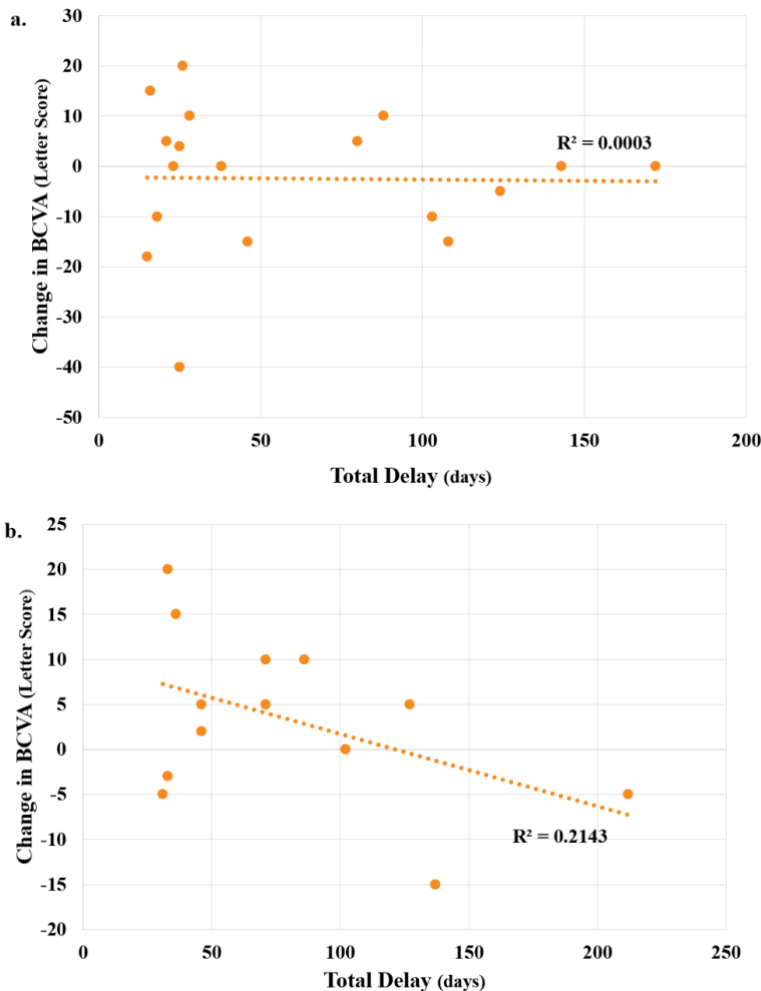 a.
30
20
10
0
-10
-20
-30
-40
-50
Change in BCVA (Letter Score)
R² = 0.0003
0 50 100 150 200
Total Delay (days)
b.
25
20
15
10
5
0
-5
-10
-15
-20
Change in BCVA (Letter Score)
R² = 0.2143
0 50 100 150 200 250
Total Delay (days)